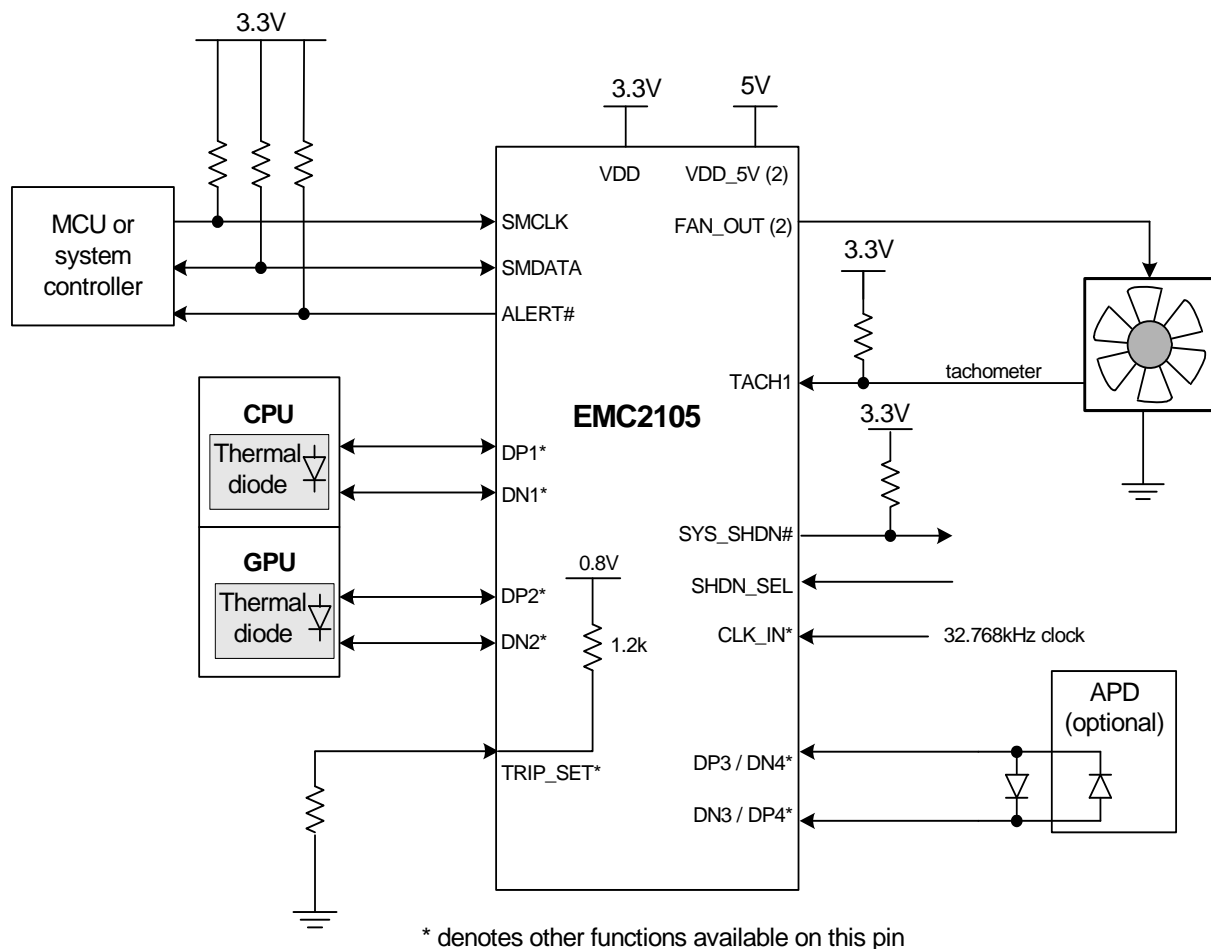 3.3V
3.3V
5V
VDD
VDD_5V (2)
MCU or
system
controller
SMCLK
SMDATA
ALERT#
FAN_OUT (2)
3.3V
TACH1
tachometer
EMC2105
3.3V
CPU
Thermal
diode
DP1*
DN1*
GPU
Thermal
diode
DP2*
DN2*
0.8V
1.2k
SYS_SHDN#
SHDN_SEL
CLK_IN*
32.768kHz clock
APD
(optional)
TRIP_SET*
DP3 / DN4*
DN3 / DP4*
* denotes other functions available on this pin